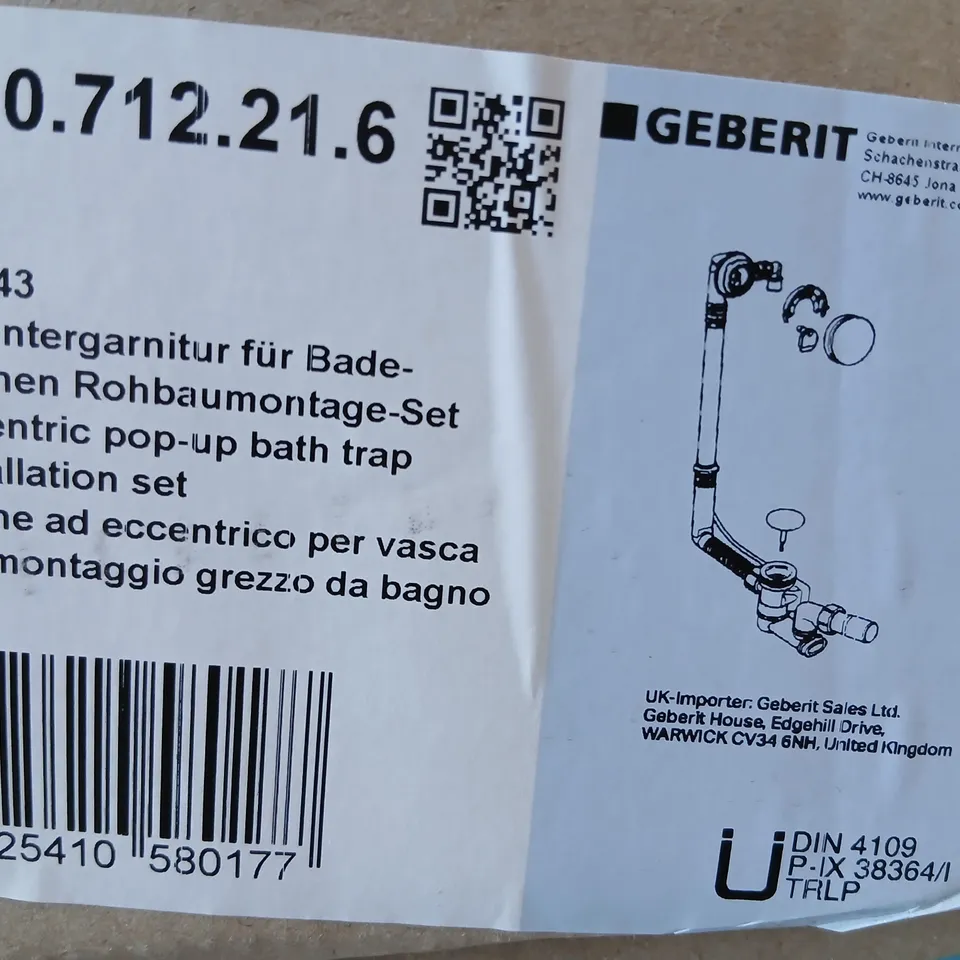 0.712.21.6
GEBERIT
Geberit Intern
Schachenstra
CH-8645 Jona
www.geberit.co
43
ntergarnitur für Bade-
nen Rohbaumontage-Set
entric pop-up bath trap
allation set
ne ad eccentrico per vasca
montaggio grezzo da bagno
25410 580177
UK-Importer: Geberit Sales Ltd.
Geberit House, Edgehill Drive,
WARWICK CV34 6NH, United Kingdom
Ü DIN 4109
P-IX 38364/I
TRLP